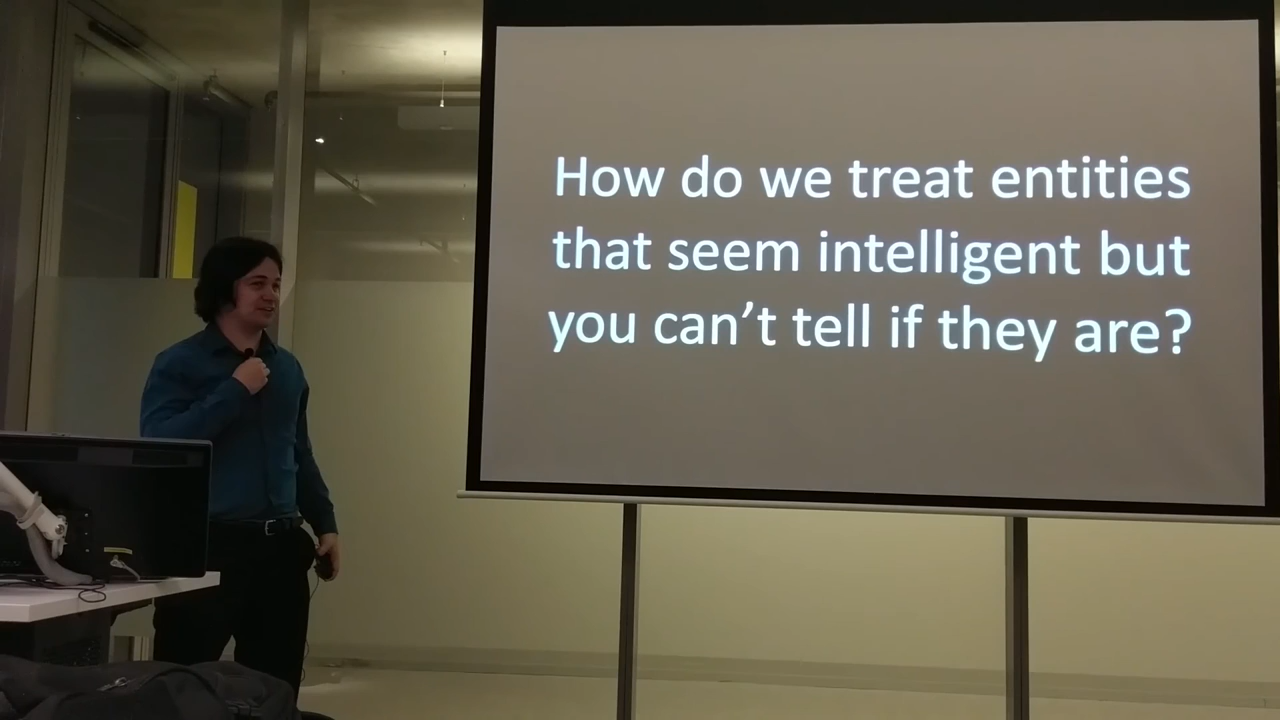 How do we treat entities
that seem intelligent but
you can’t tell if they are?